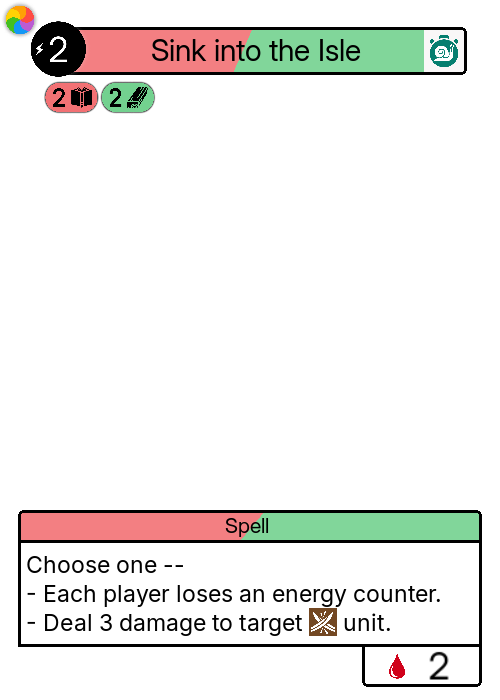 2
Sink into the Isle
2 2
Spell
Choose one --
- Each player loses an energy counter.
- Deal 3 damage to target unit.
2